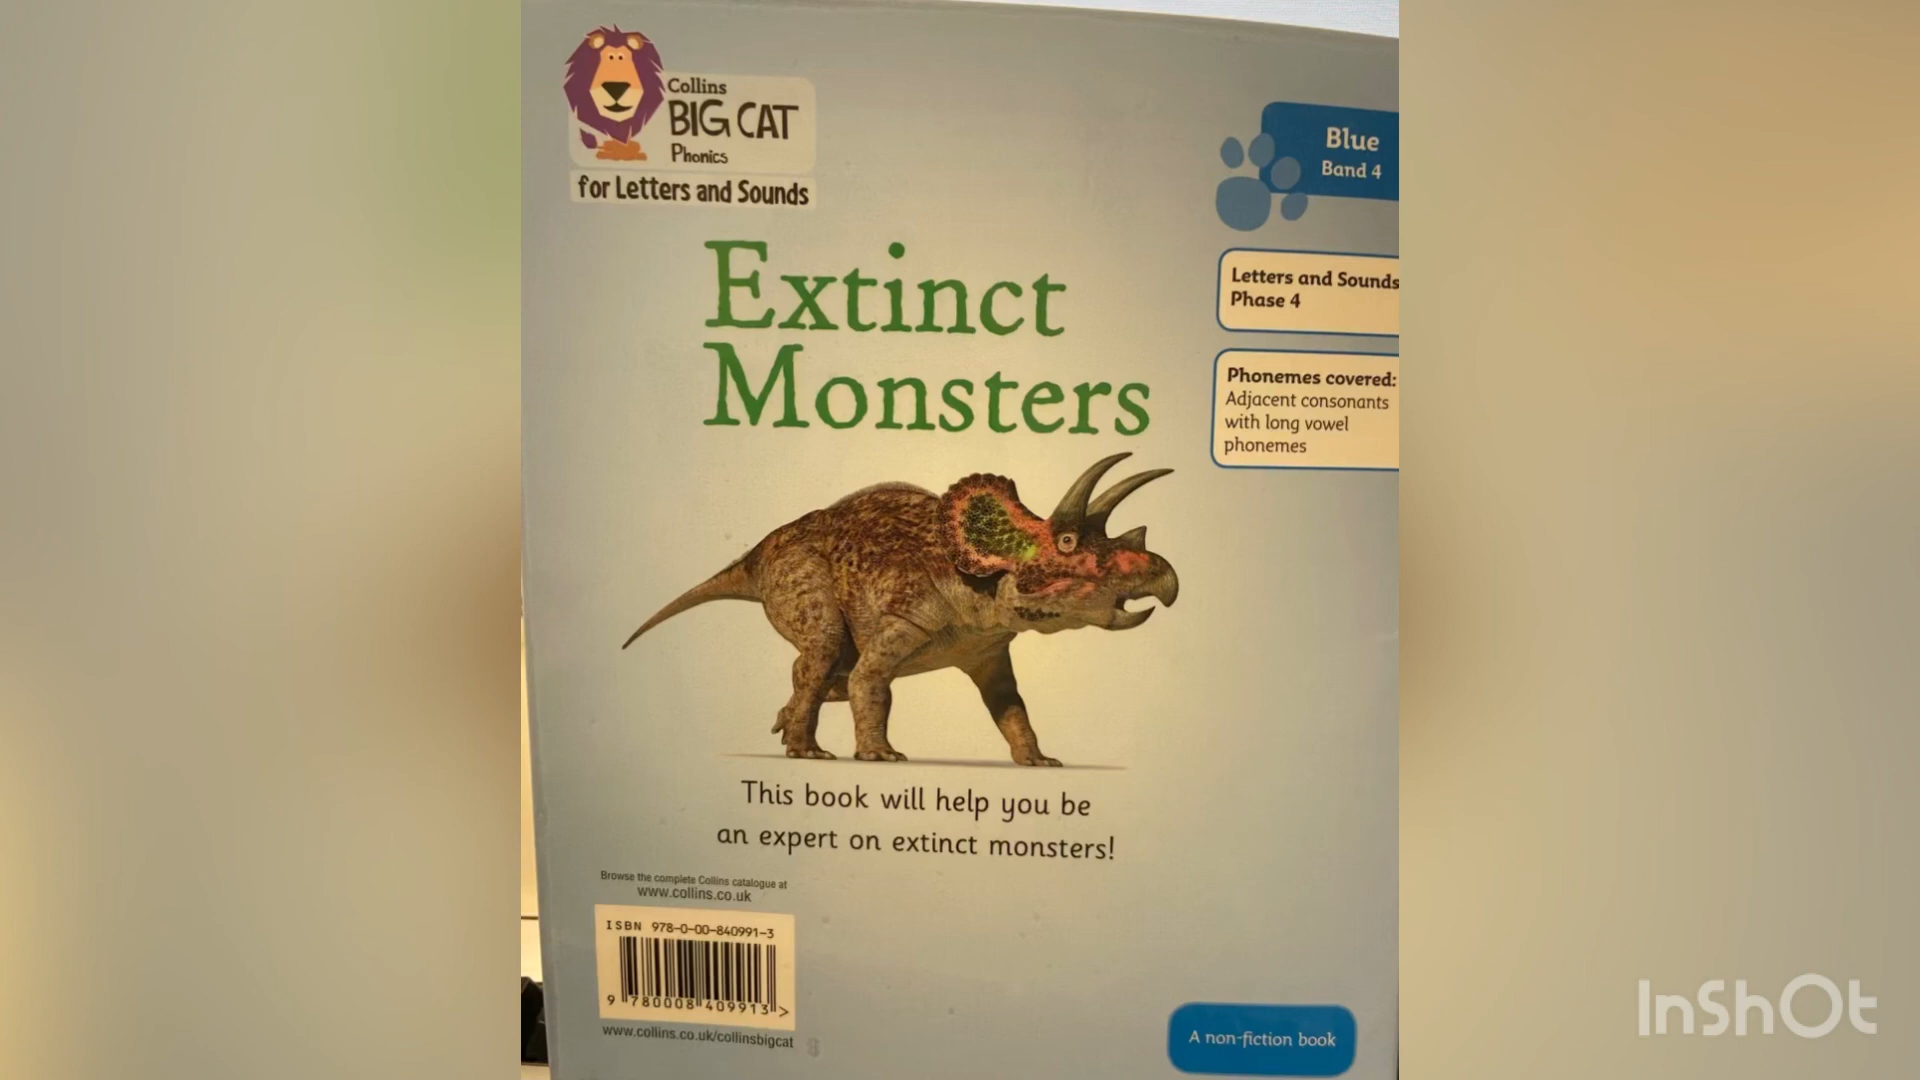 Collins
BIG CAT
Phonics
for Letters and Sounds
Blue
Band 4
Letters and Sounds
Phase 4
Phonemes covered:
Adjacent consonants
with long vowel
phonemes
Extinct
Monsters
This book will help you be
an expert on extinct monsters!
Browse the complete Collins catalogue at
www.collins.co.uk
ISBN 978-0-00-840991-3
9 780008 409913 >
www.collins.co.uk/collinsbigcat
A non-fiction book
InShOt